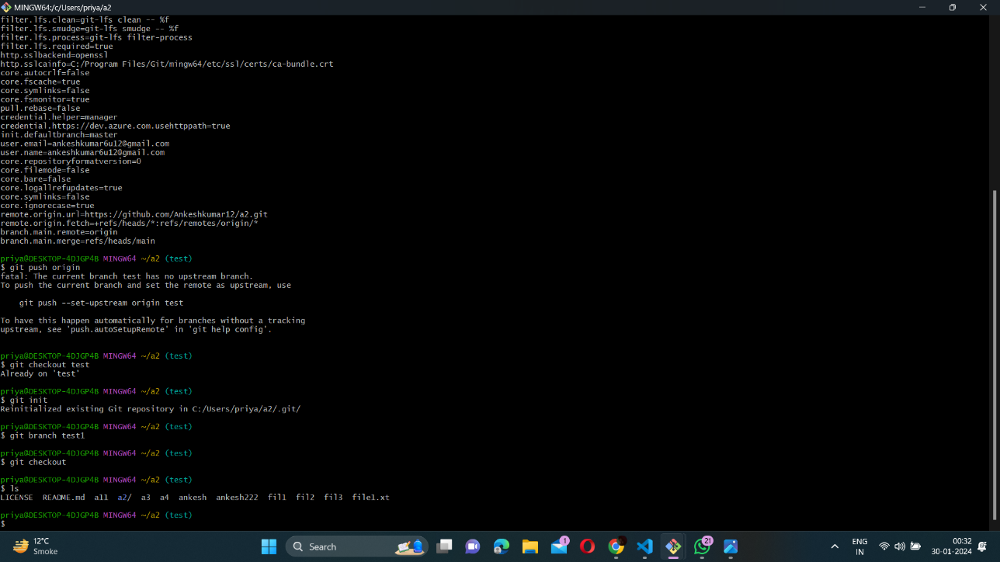 MINGW64:/c/Users/priya/a2
filter.lfs.clean=git-lfs clean -- %f
filter.lfs.smudge=git-lfs smudge -- %f
filter.lfs.process=git-lfs filter-process
filter.lfs.required=true
http.sslbackend=openssl
http.sslcainfo=C:/Program Files/Git/mingw64/etc/ssl/certs/ca-bundle.crt
core.autocrlf=false
core.fscache=true
core.symlinks=false
core.fsmonitor=true
pull.rebase=false
credential.helper=manager
credential.https://dev.azure.com.usehttppath=true
init.defaultbranch=master
user.email=ankeshkumar6u12@gmail.com
user.name=ankeshkumar6u12@gmail.com
core.repositoryformatversion=0
core.filemode=false
core.bare=false
core.logallrefupdates=true
core.symlinks=false
core.ignorecase=true
remote.origin.url=https://github.com/Ankeshkumar12/a2.git
remote.origin.fetch=+refs/heads/*:refs/remotes/origin/*
branch.main.remote=origin
branch.main.merge=refs/heads/main
priya@DESKTOP-4DJGP4B MINGW64 ~/a2 (test)
$ git push origin
fatal: The current branch test has no upstream branch.
To push the current branch and set the remote as upstream, use
git push --set-upstream origin test
To have this happen automatically for branches without a tracking
upstream, see 'push.autoSetupRemote' in 'git help config'.
priya@DESKTOP-4DJGP4B MINGW64 ~/a2 (test)
$ git checkout test
Already on 'test'
priya@DESKTOP-4DJGP4B MINGW64 ~/a2 (test)
$ git init
Reinitialized existing Git repository in C:/Users/priya/a2/.git/
priya@DESKTOP-4DJGP4B MINGW64 ~/a2 (test)
$ git branch test1
priya@DESKTOP-4DJGP4B MINGW64 ~/a2 (test)
$ git checkout
priya@DESKTOP-4DJGP4B MINGW64 ~/a2 (test)
$ ls
LICENSE README.md a11 a2/ a3 a4 ankesh ankesh222 fil1 fil2 fil3 file1.xt
priya@DESKTOP-4DJGP4B MINGW64 ~/a2 (test)
$
12°C
Smoke
Search
1
21
ENG
IN
00:32
30-01-2024